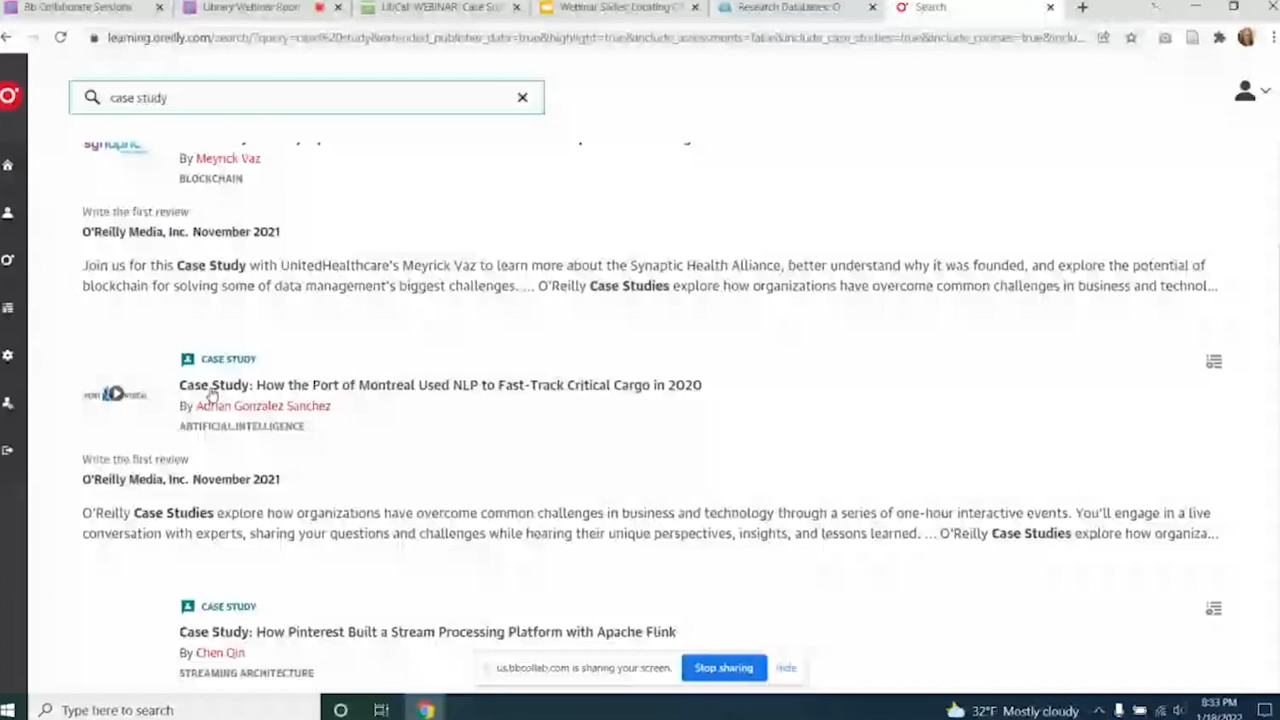 Bb Collaborate Sessions
Library Webinar Room
LibCal WEBINAR: Case Su
Webinar Slides: Locating C
Research Databases: O
Search
learning.oreilly.com/search/?query=case%20study&extended_publisher_data=true&highlight=true&include_assessments=false&include_case_studies=true&include_courses=true&inclu...
case study
synaptic
By Meyrick Vaz
BLOCKCHAIN
Write the first review
O'Reilly Media, Inc. November 2021
Join us for this Case Study with UnitedHealthcare's Meyrick Vaz to learn more about the Synaptic Health Alliance, better understand why it was founded, and explore the potential of
blockchain for solving some of data management's biggest challenges. ... O'Reilly Case Studies explore how organizations have overcome common challenges in business and technol...
CASE STUDY
Case Study: How the Port of Montreal Used NLP to Fast-Track Critical Cargo in 2020
By Adrian Gonzalez Sanchez
ARTIFICIAL INTELLIGENCE
Write the first review
O'Reilly Media, Inc. November 2021
O'Reilly Case Studies explore how organizations have overcome common challenges in business and technology through a series of one-hour interactive events. You'll engage in a live
conversation with experts, sharing your questions and challenges while hearing their unique perspectives, insights, and lessons learned. ... O'Reilly Case Studies explore how organiza...
CASE STUDY
Case Study: How Pinterest Built a Stream Processing Platform with Apache Flink
By Chen Qin
STREAMING ARCHITECTURE
us.bbcollab.com is sharing your screen.
Stop sharing
Hide
Type here to search
32°F Mostly cloudy
8:33 PM
1/18/2022